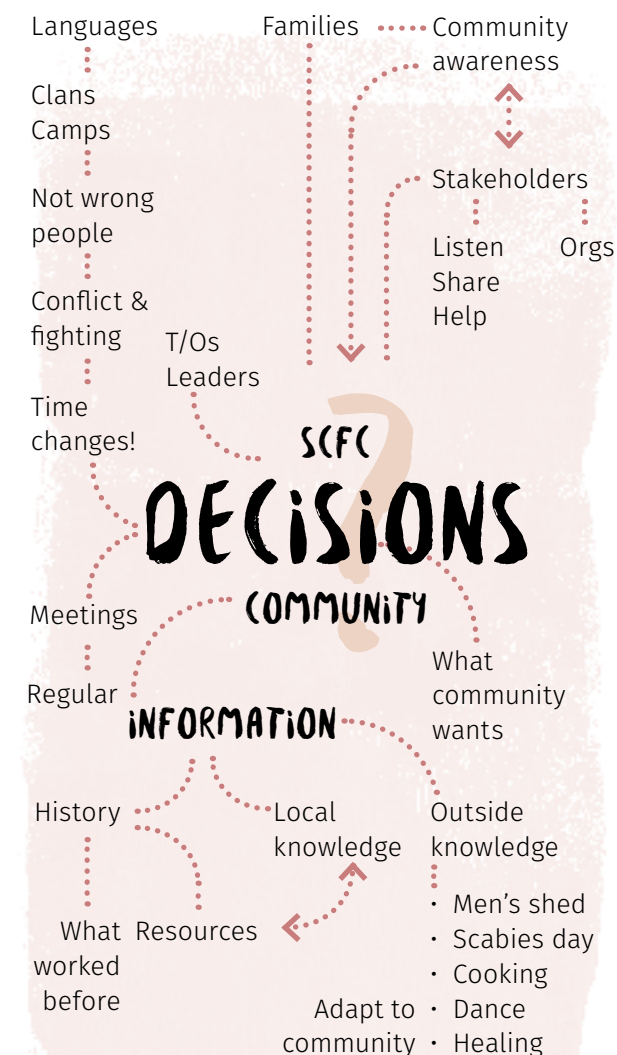 Languages
Families
Community
awareness
Clans
Camps
Stakeholders
Not wrong
people
Listen
Share
Help
Orgs
Conflict &
fighting
T/Os
Leaders
Time
changes!
SCFC
DECiSiONS
COMMUNiTY
?
Meetings
Regular
What
community
wants
iNFORMATiON
History
Local
knowledge
Outside
knowledge
What
worked
before
Resources
· Men’s shed
· Scabies day
· Cooking
Adapt to · Dance
community · Healing